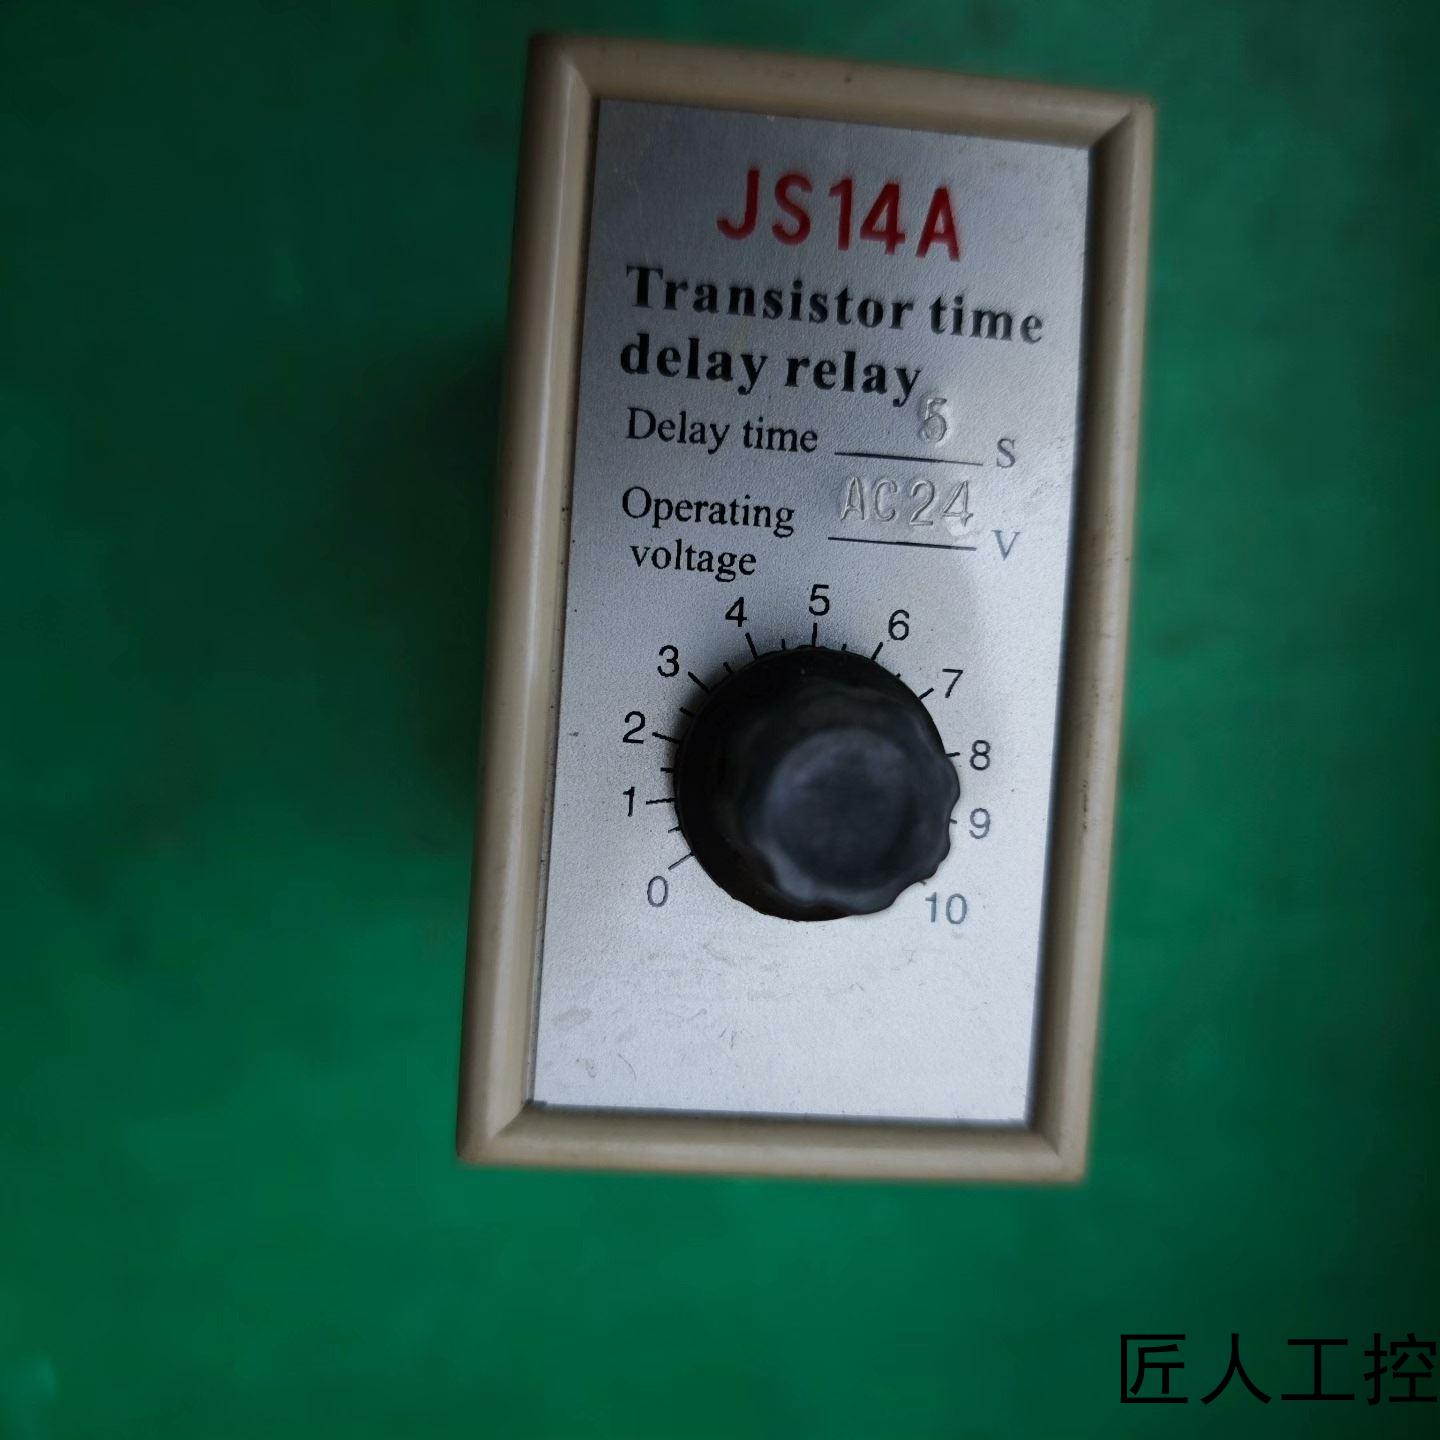 JS14A
Transistor time
delay relay
Delay time 5 S
Operating AC24 V
voltage
4 5 6
3 7
2 8
1 9
0 10
匠人工控